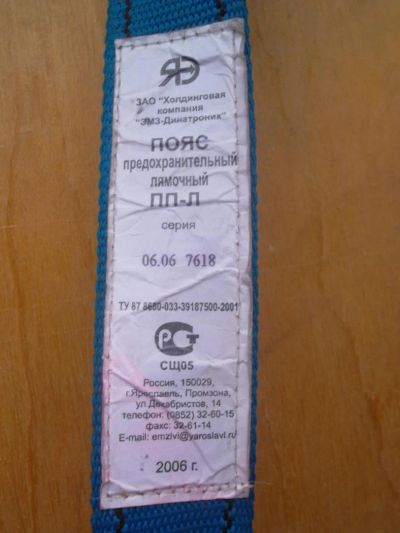 ЯЭ
ЗАО "Холдинговая
компания
"ЭМЗ-Динатроник"
ПОЯС
предохранительный
лямочный
ПП-Л
серия
06.06 7618
ТУ 87 8680-033-39187500-2001
РСТ
СЩ05
Россия, 150029,
г.Ярославль, Промзона,
ул.Декабристов, 14
телефон: (0852) 32-60-15
факс: 32-61-14
E-mail: emzivi@yaroslavl.ru
2006 г.